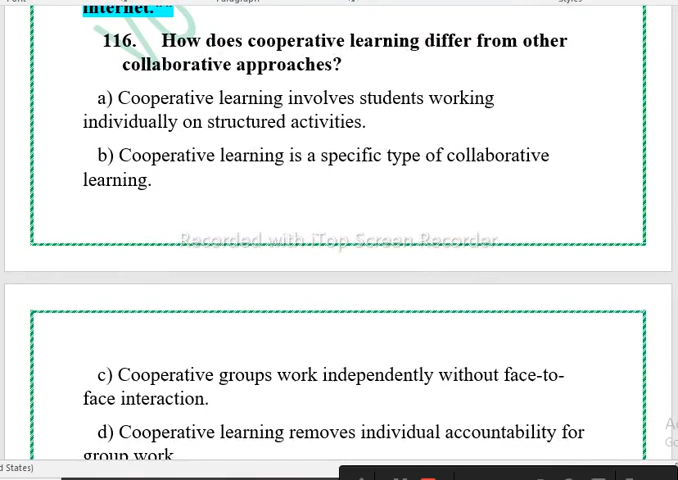 internet.
116. How does cooperative learning differ from other
collaborative approaches?
a) Cooperative learning involves students working
individually on structured activities.
b) Cooperative learning is a specific type of collaborative
learning.
Recorded with iTop Screen Recorder
c) Cooperative groups work independently without face-to-
face interaction.
d) Cooperative learning removes individual accountability for
group work.
d States)